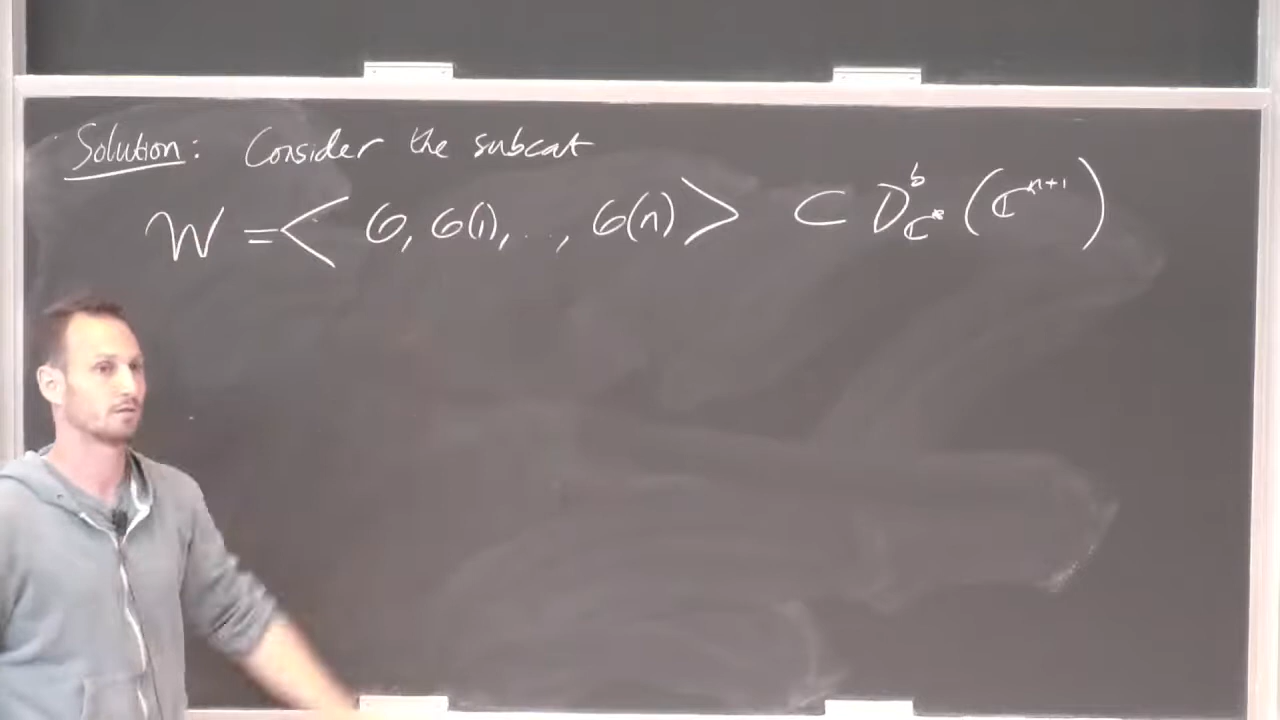 Solution: Consider the subcat
W = < O, O(1), .., O(n) > ⊂ D^b_{C*} (C^{n+1})